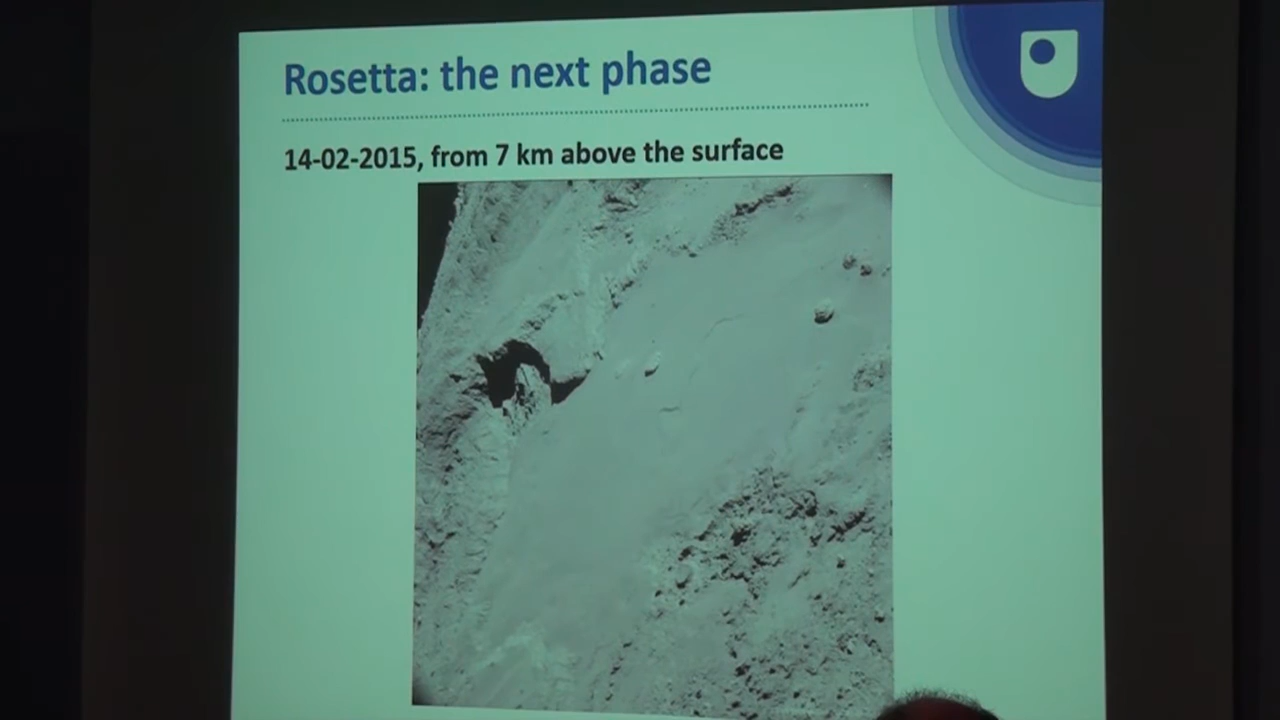 Rosetta: the next phase
14-02-2015, from 7 km above the surface